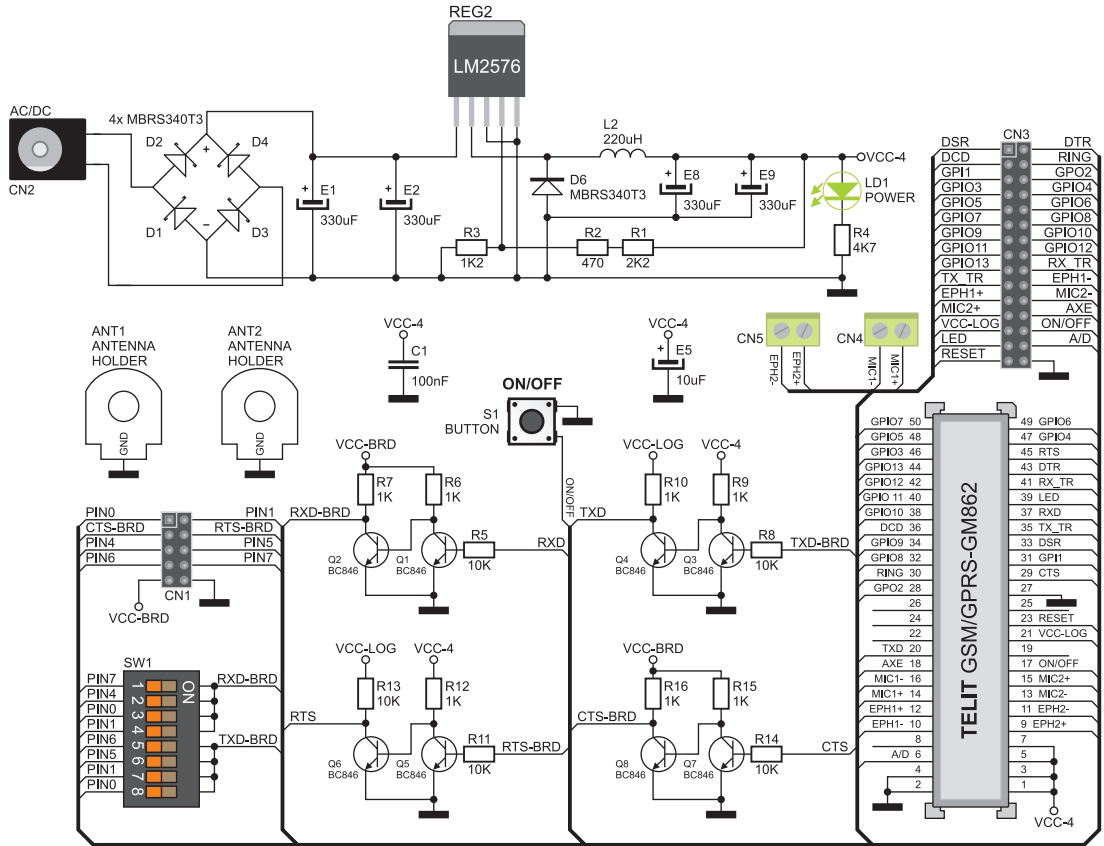 REG2
LM2576
AC/DC
4x MBRS340T3
D2
D4
D1
D3
CN2
+
−
E1
330uF
E2
330uF
L2
220uH
D6
MBRS340T3
E8
330uF
E9
330uF
VCC-4
LD1
POWER
R4
4K7
R3
1K2
R2
470
R1
2K2
CN3
DSR DTR
DCD RING
GPI1 GPO2
GPIO3 GPIO4
GPIO5 GPIO6
GPIO7 GPIO8
GPIO9 GPIO10
GPIO11 GPIO12
GPIO13 RX_TR
TX_TR EPH1-
EPH1+ MIC2-
MIC2+ AXE
VCC-LOG ON/OFF
LED A/D
RESET
ANT1
ANTENNA
HOLDER
GND
ANT2
ANTENNA
HOLDER
GND
VCC-4
C1
100nF
VCC-4
E5
10uF
CN5
EPH2-
EPH2+
CN4
MIC1-
MIC1+
ON/OFF
S1
BUTTON
ON/OFF
VCC-BRD
R7
1K
R6
1K
RXD-BRD
Q2
BC846
Q1
BC846
R5
10K
RXD
VCC-LOG
VCC-4
R10
1K
R9
1K
TXD
Q4
BC846
Q3
BC846
R8
10K
TXD-BRD
PIN0 PIN1
CTS-BRD RTS-BRD
PIN4 PIN5
PIN6 PIN7
CN1
VCC-BRD
SW1
ON
PIN7 1 RXD-BRD
PIN4 2
PIN0 3
PIN1 4
PIN6 5 TXD-BRD
PIN5 6
PIN1 7
PIN0 8
VCC-LOG
VCC-4
R13
10K
R12
1K
RTS
Q6
BC846
Q5
BC846
R11
10K
RTS-BRD
VCC-BRD
R16
1K
R15
1K
CTS-BRD
Q8
BC846
Q7
BC846
R14
10K
CTS
TELIT GSM/GPRS-GM862
GPIO7 50 49 GPIO6
GPIO5 48 47 GPIO4
GPIO3 46 45 RTS
GPIO13 44 43 DTR
GPIO12 42 41 RX_TR
GPIO 11 40 39 LED
GPIO10 38 37 RXD
DCD 36 35 TX_TR
GPIO9 34 33 DSR
GPIO8 32 31 GPI1
RING 30 29 CTS
GPO2 28 27
26 25
24 23 RESET
22 21 VCC-LOG
TXD 20 19
AXE 18 17 ON/OFF
MIC1- 16 15 MIC2+
MIC1+ 14 13 MIC2-
EPH1+ 12 11 EPH2-
EPH1- 10 9 EPH2+
8 7
A/D 6 5
4 3
2 1
VCC-4